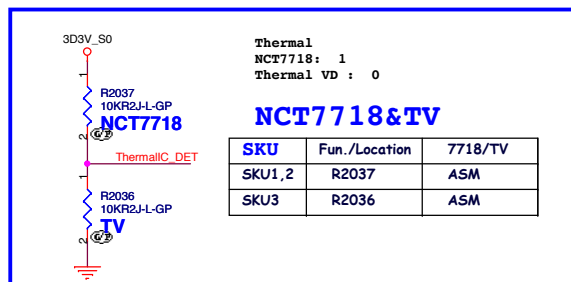 3D3V_S0
1
R2037
10KR2J-L-GP
NCT7718
2
G/P
ThermalIC_DET
1
R2036
10KR2J-L-GP
TV
2
G/P
Thermal
NCT7718: 1
Thermal VD : 0
NCT7718&TV
SKU Fun./Location 7718/TV
SKU1,2 R2037 ASM
SKU3 R2036 ASM